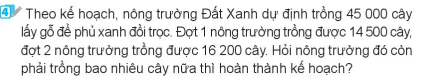 4 Theo kế hoạch, nông trường Đất Xanh dự định trồng 45 000 cây
lấy gỗ để phủ xanh đồi trọc. Đợt 1 nông trường trồng được 14 500 cây,
đợt 2 nông trường trồng được 16 200 cây. Hỏi nông trường đó còn
phải trồng bao nhiêu cây nữa thì hoàn thành kế hoạch?